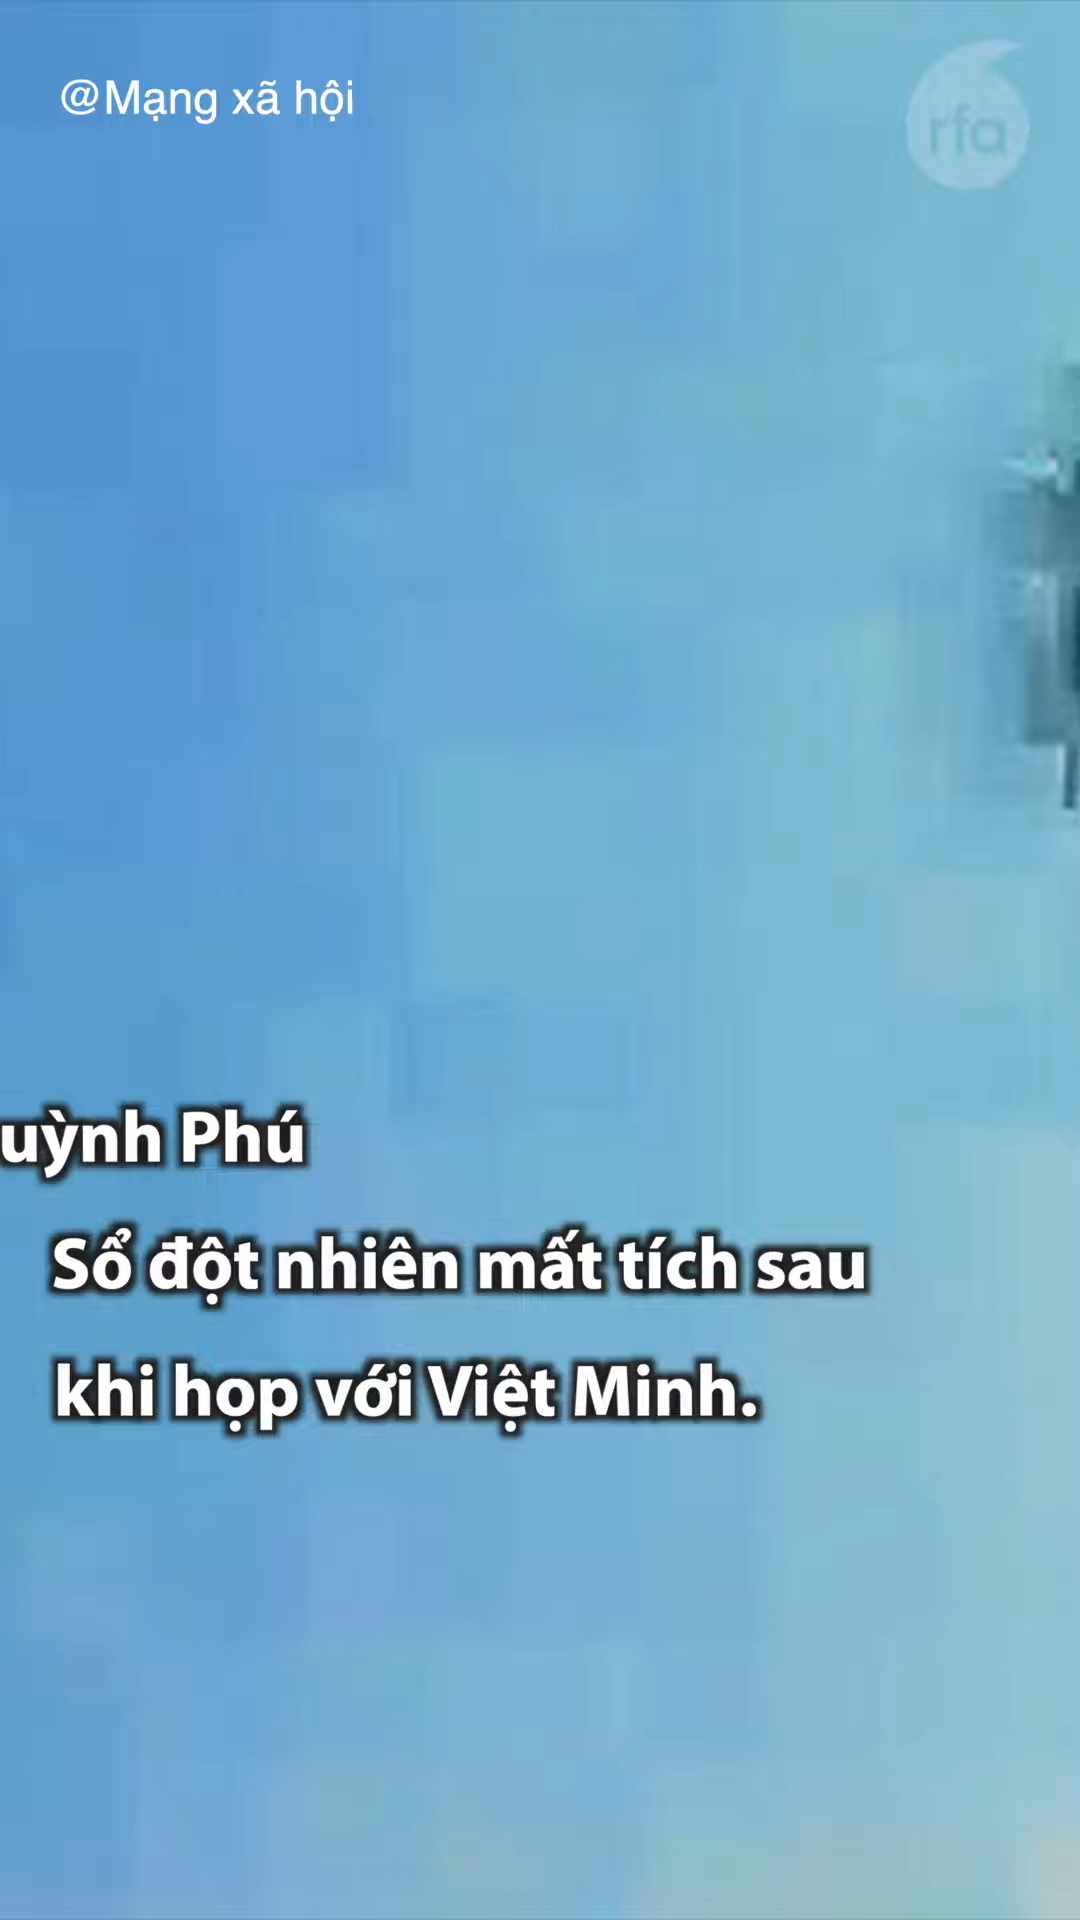 @Mạng xã hội
rfa
uỳnh Phú
Sổ đột nhiên mất tích sau
khi họp với Việt Minh.